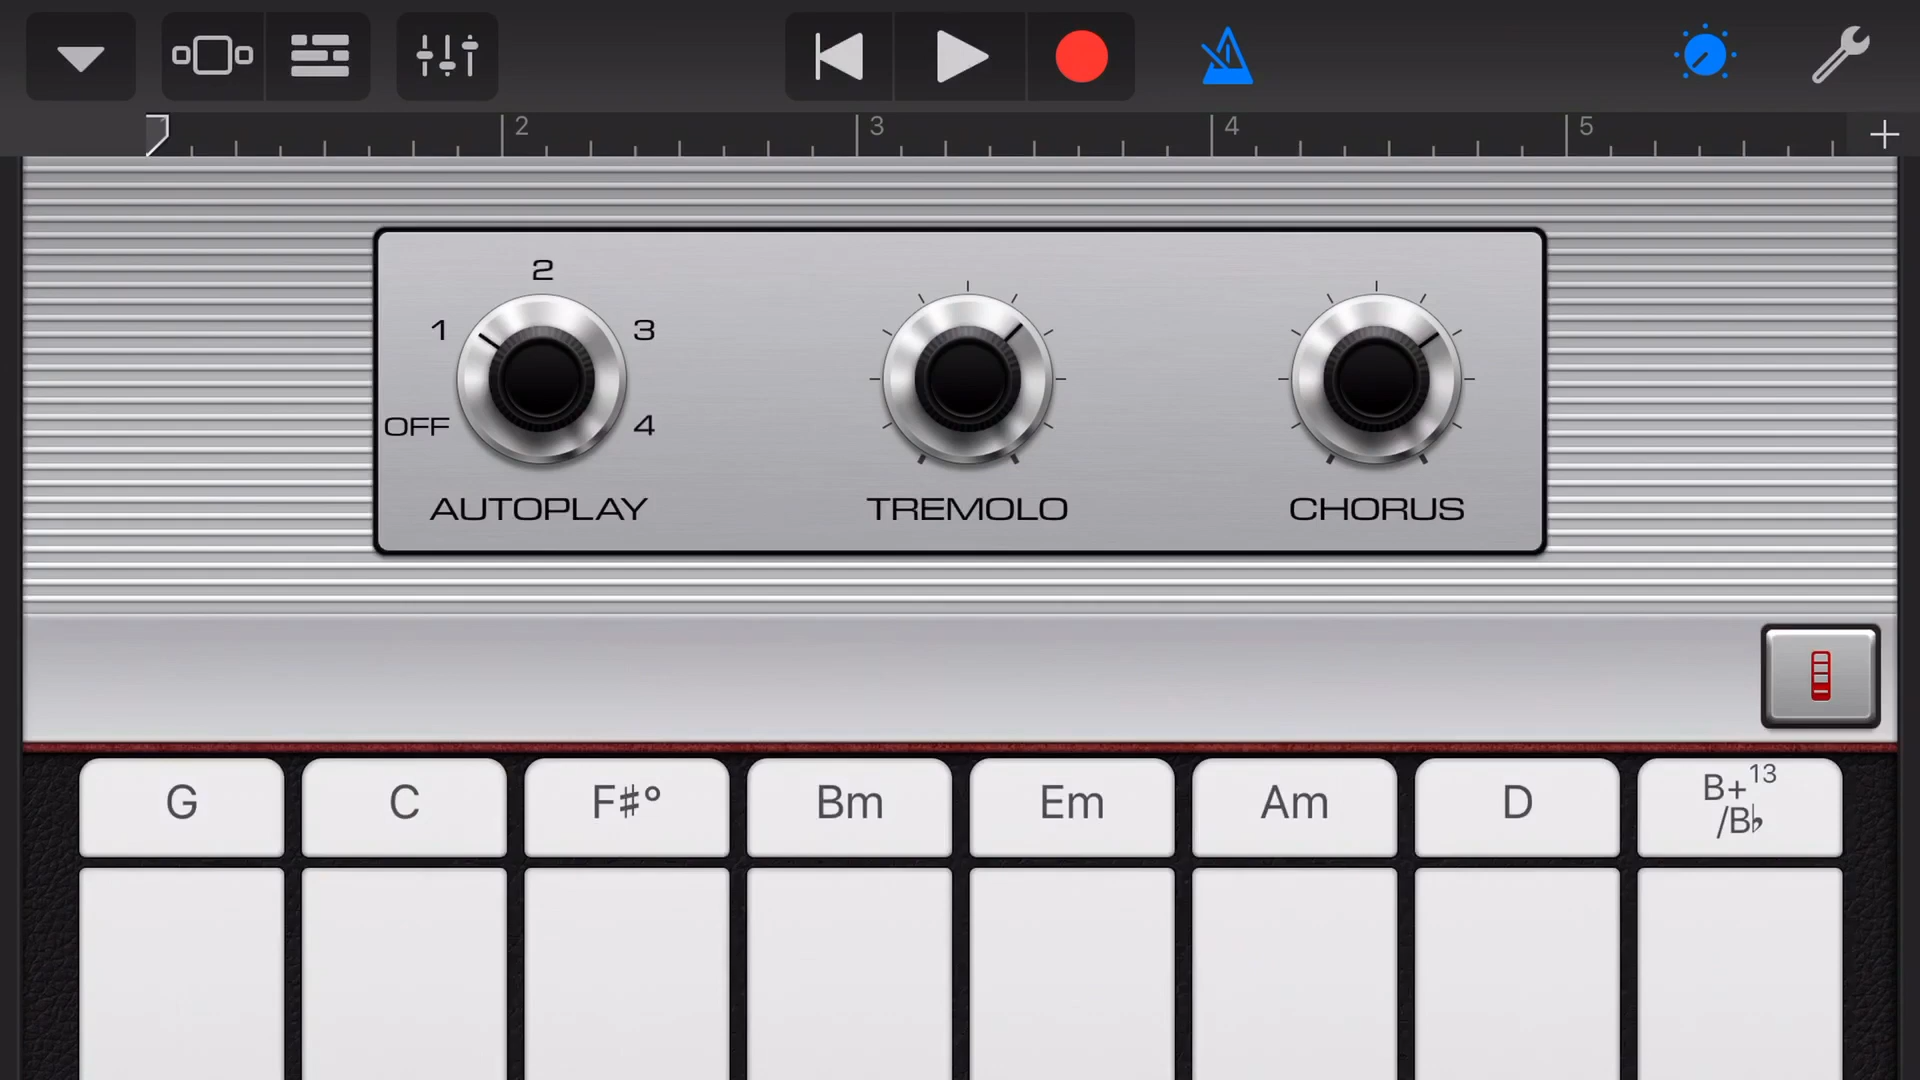 2
3
4
5
2
1
3
OFF
4
AUTOPLAY
TREMOLO
CHORUS
G
C
F♯°
Bm
Em
Am
D
B+¹³
/B♭